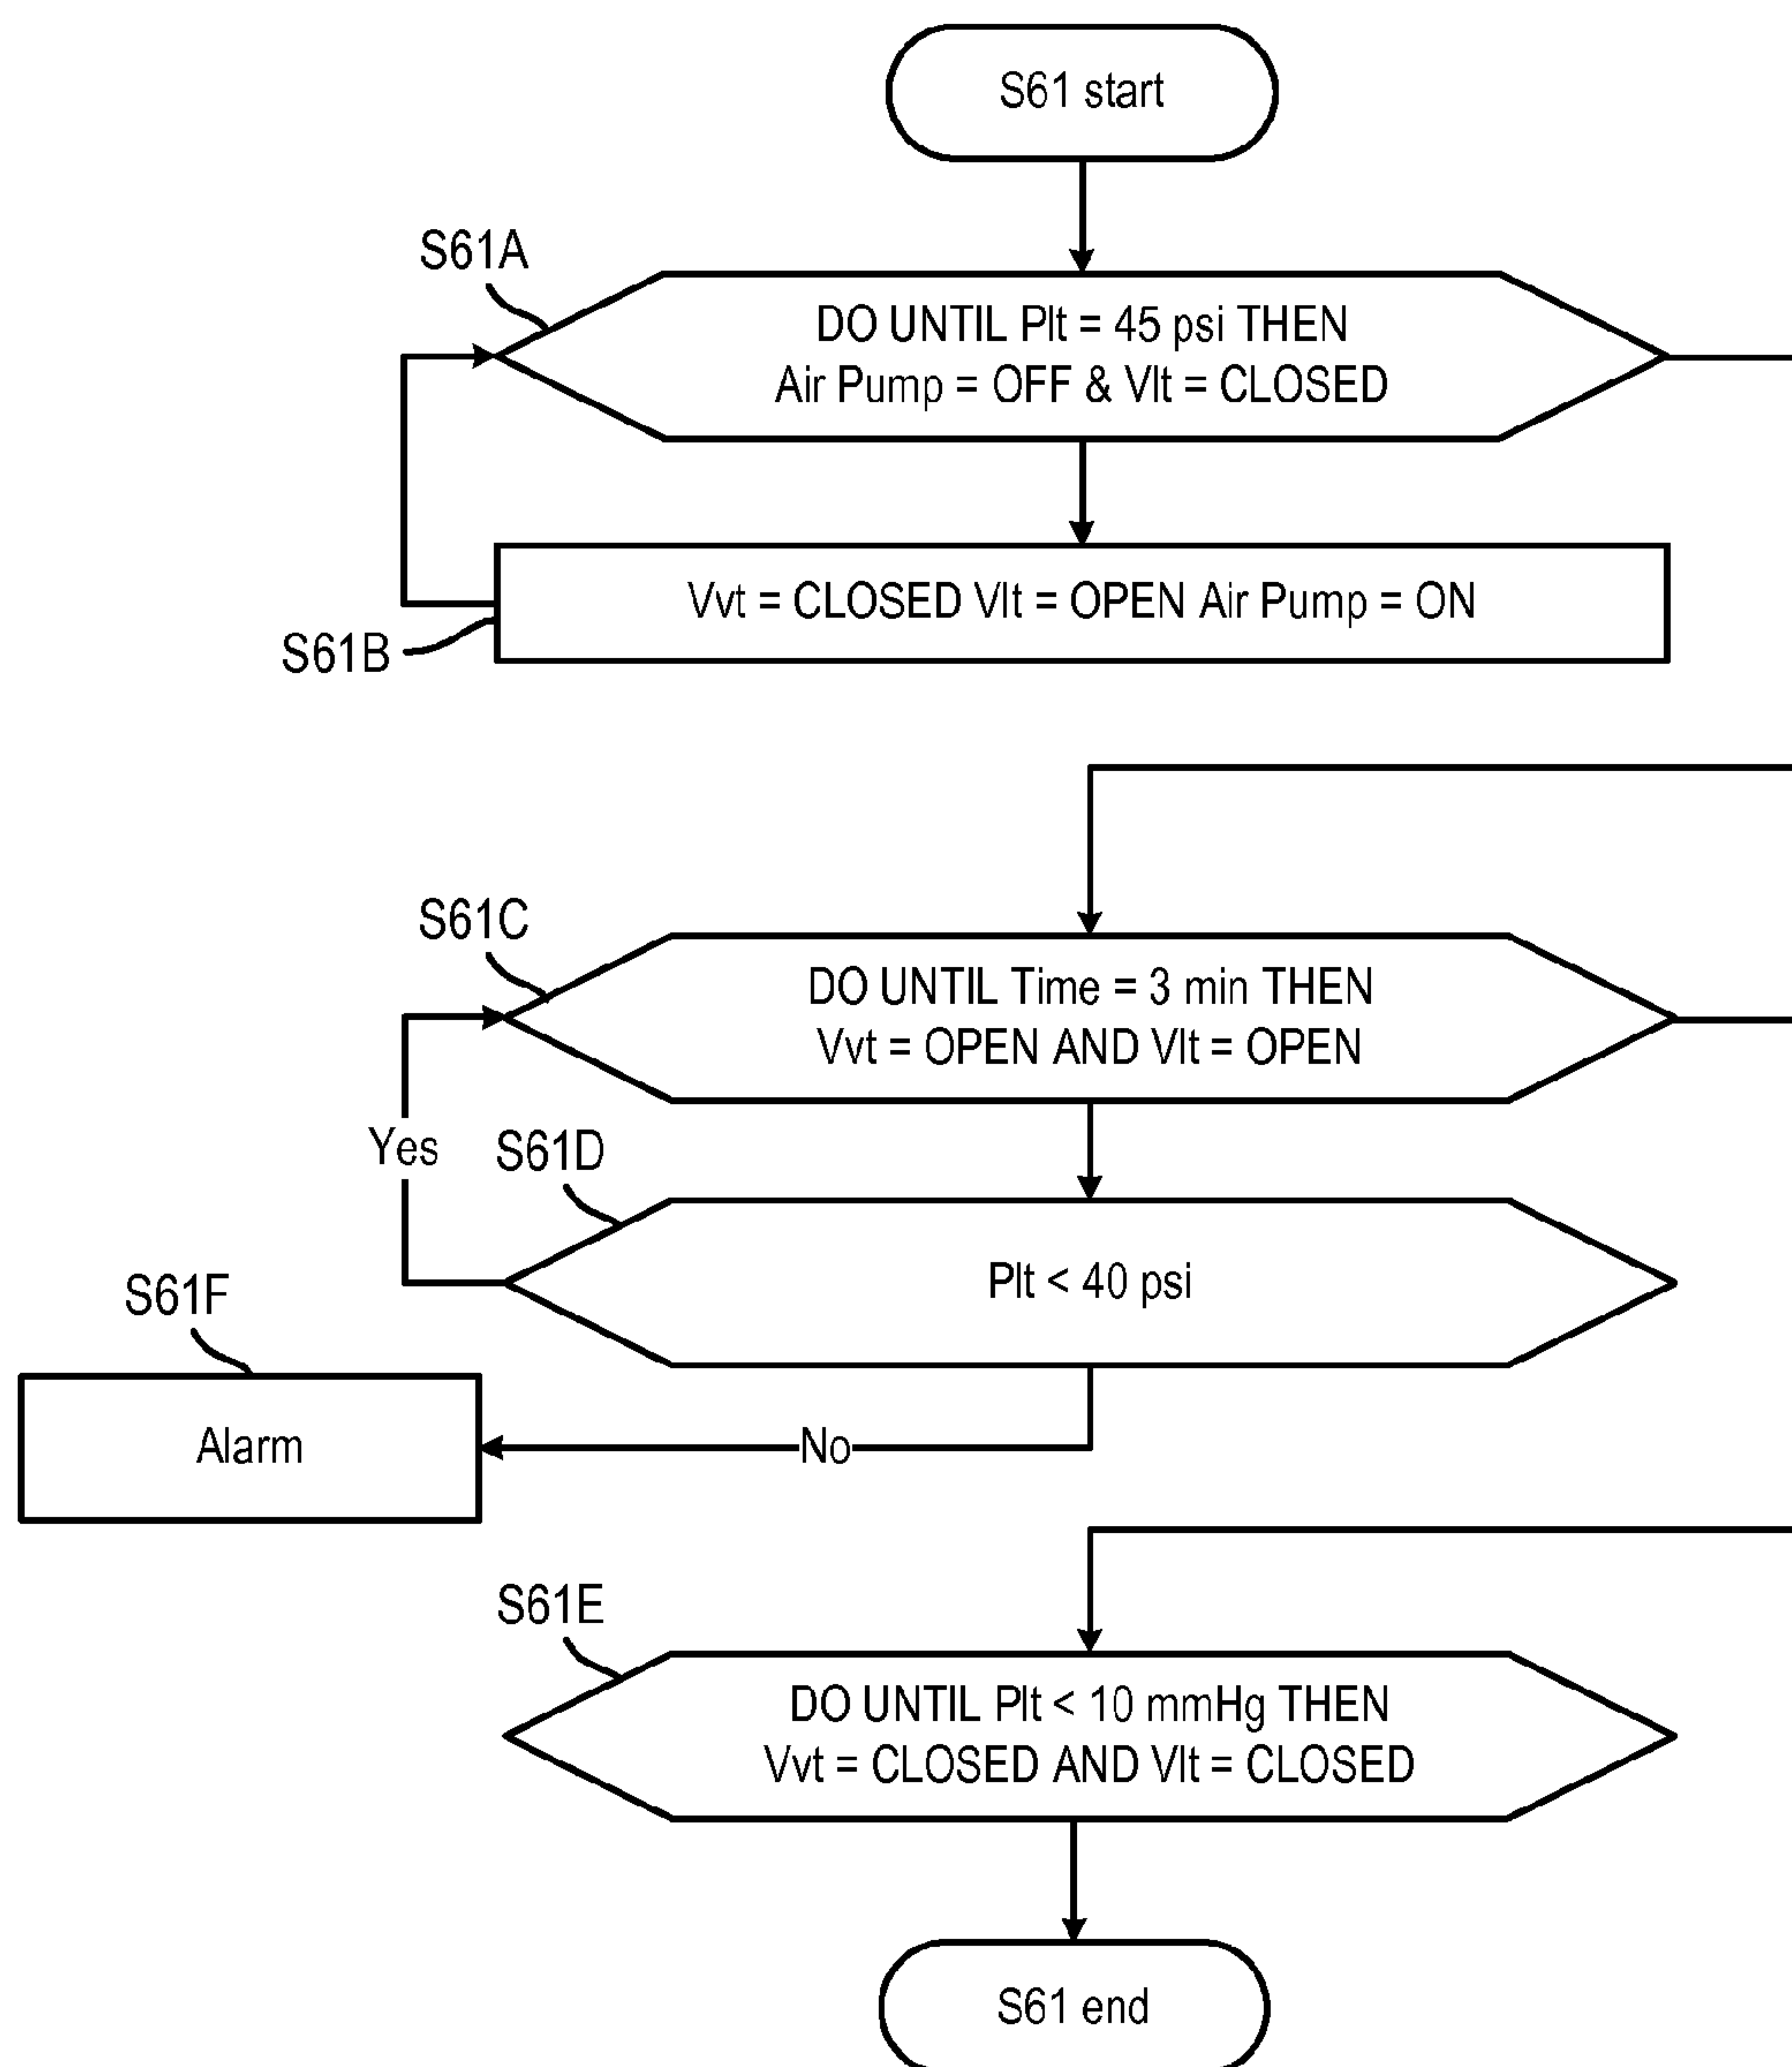 S61 start
S61A
DO UNTIL Plt = 45 psi THEN
Air Pump = OFF & Vlt = CLOSED
Vvt = CLOSED Vlt = OPEN Air Pump = ON
S61B
S61C
DO UNTIL Time = 3 min THEN
Vvt = OPEN AND Vlt = OPEN
Yes
S61D
Plt < 40 psi
S61F
Alarm
No
S61E
DO UNTIL Plt < 10 mmHg THEN
Vvt = CLOSED AND Vlt = CLOSED
S61 end